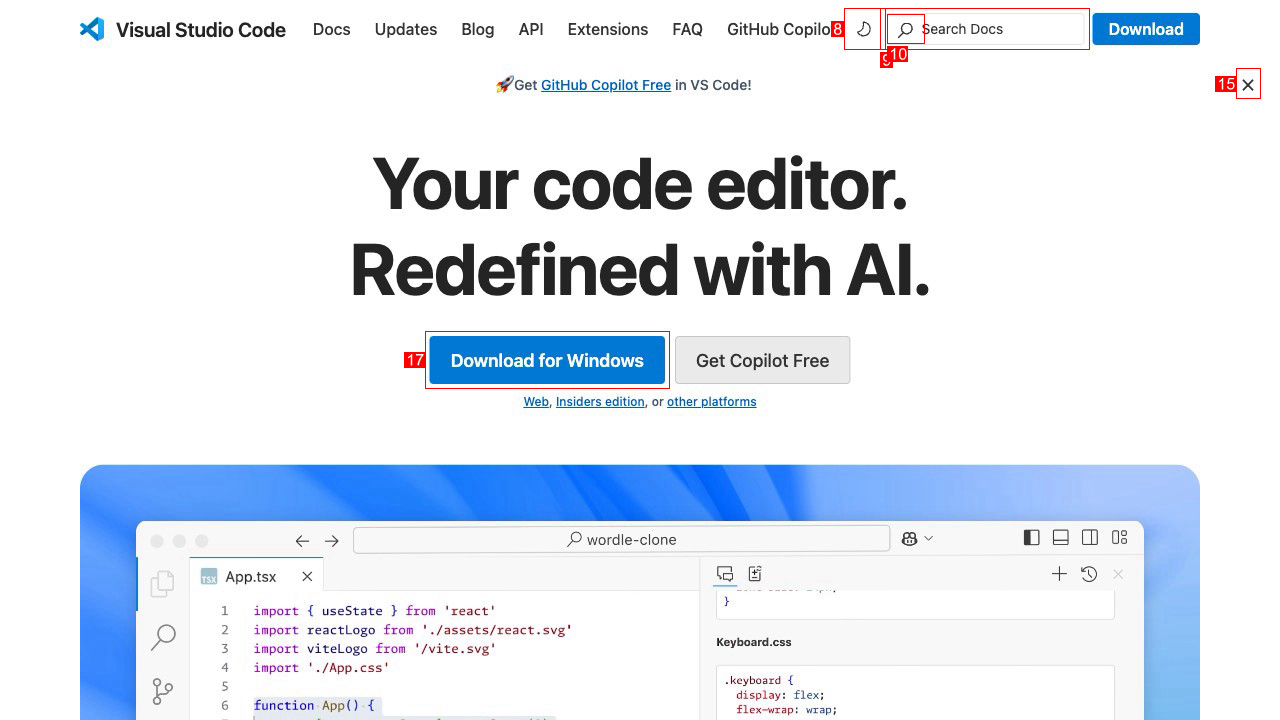 Visual Studio Code Docs Updates Blog API Extensions FAQ GitHub Copilo 8 Search Docs Download
9 10
🚀Get GitHub Copilot Free in VS Code! 15
Your code editor.
Redefined with AI.
17 Download for Windows Get Copilot Free
Web, Insiders edition, or other platforms
wordle-clone
TSX App.tsx
1 import { useState } from 'react'
2 import reactLogo from './assets/react.svg'
3 import viteLogo from '/vite.svg'
4 import './App.css'
5
6 function App() {
}
Keyboard.css
.keyboard {
display: flex;
flex-wrap: wrap;